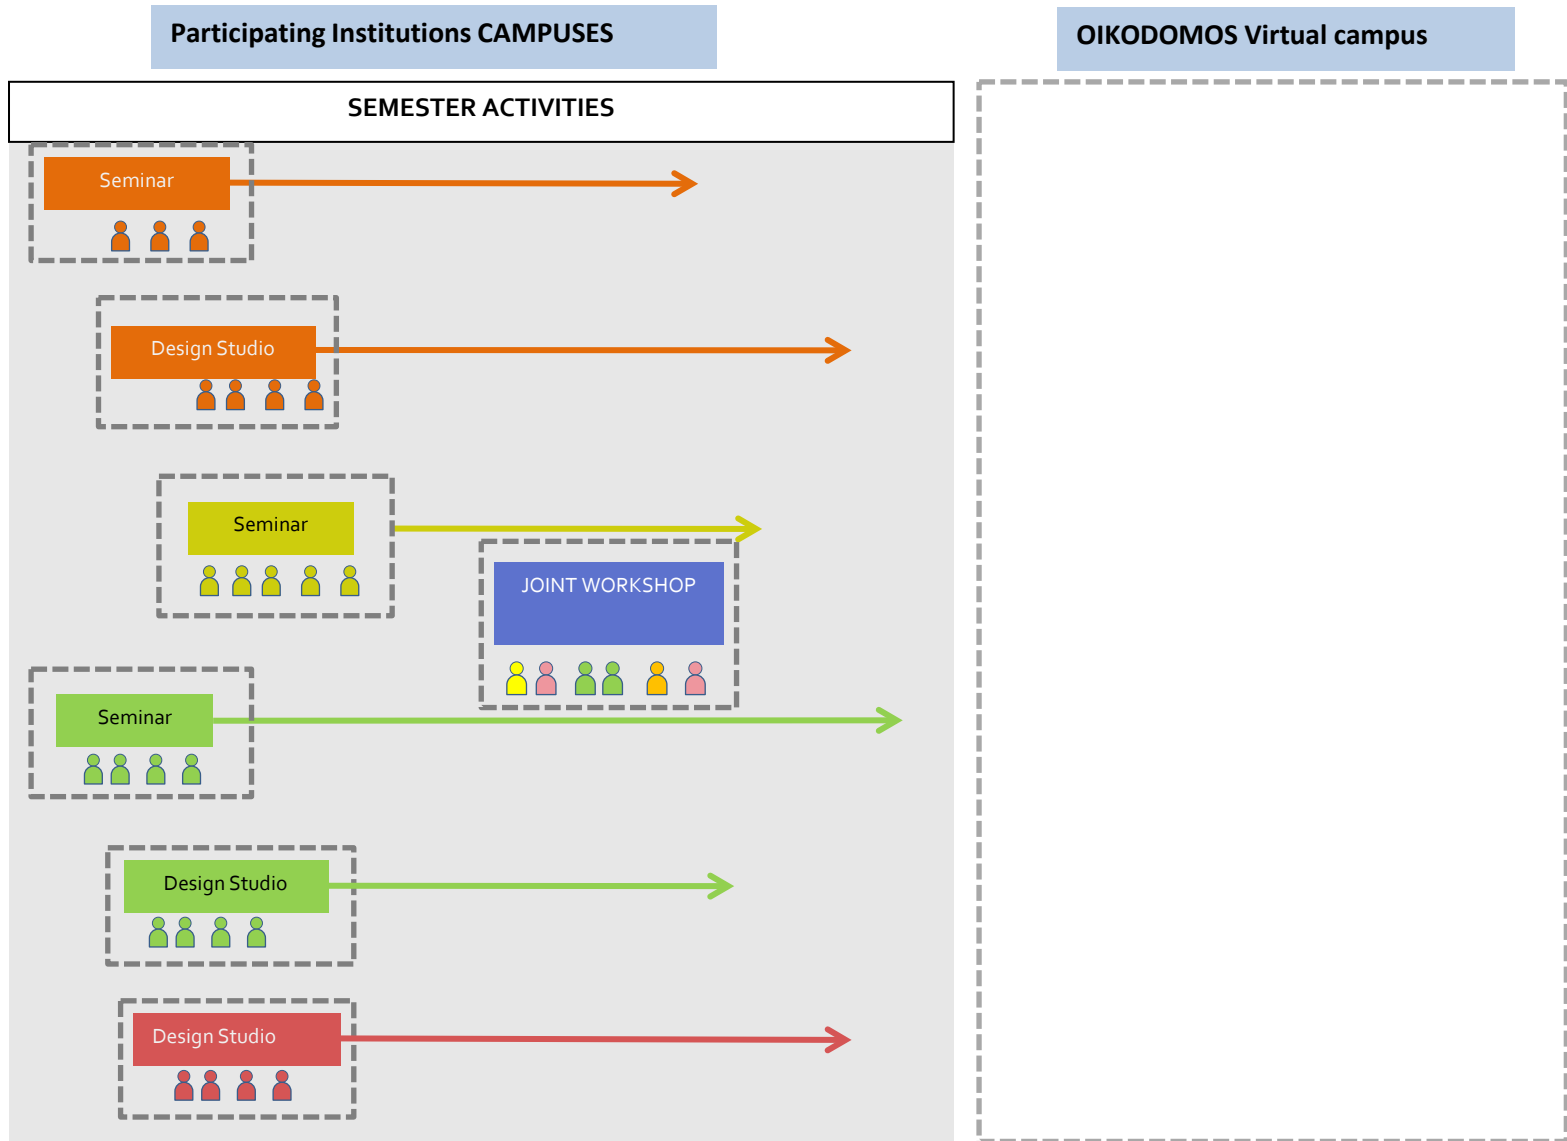 Participating Institutions CAMPUSES
OIKODOMOS Virtual campus
SEMESTER ACTIVITIES
Seminar
Design Studio
Seminar
JOINT WORKSHOP
Seminar
Design Studio
Design Studio